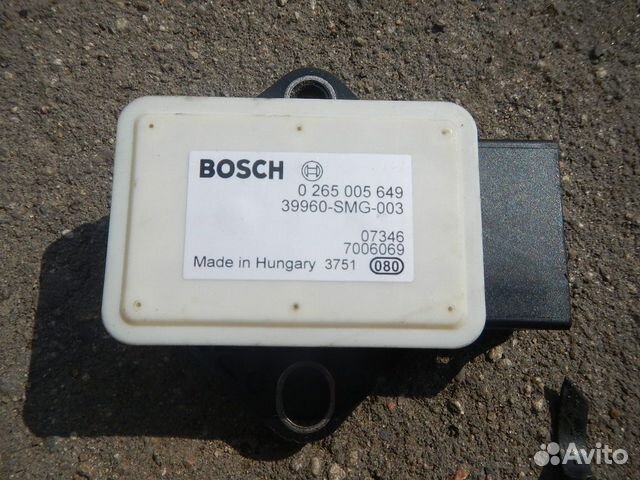 BOSCH
0 265 005 649
39960-SMG-003
07346
7006069
Made in Hungary 3751 080
Avito